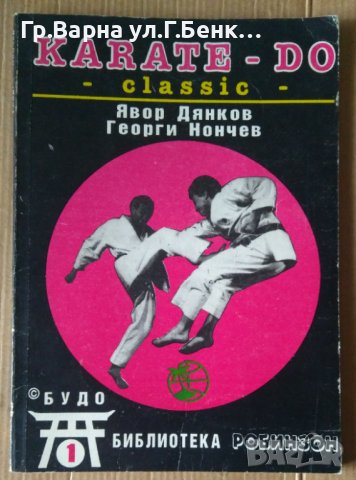 Гр.Варна ул.Г.Бенк...
KARATE - DO
- classic -
ЯВОР ДЯНКОВ
ГЕОРГИ НОНЧЕВ
© БУДО
1
БИБЛИОТЕКА РОБИНЗОН